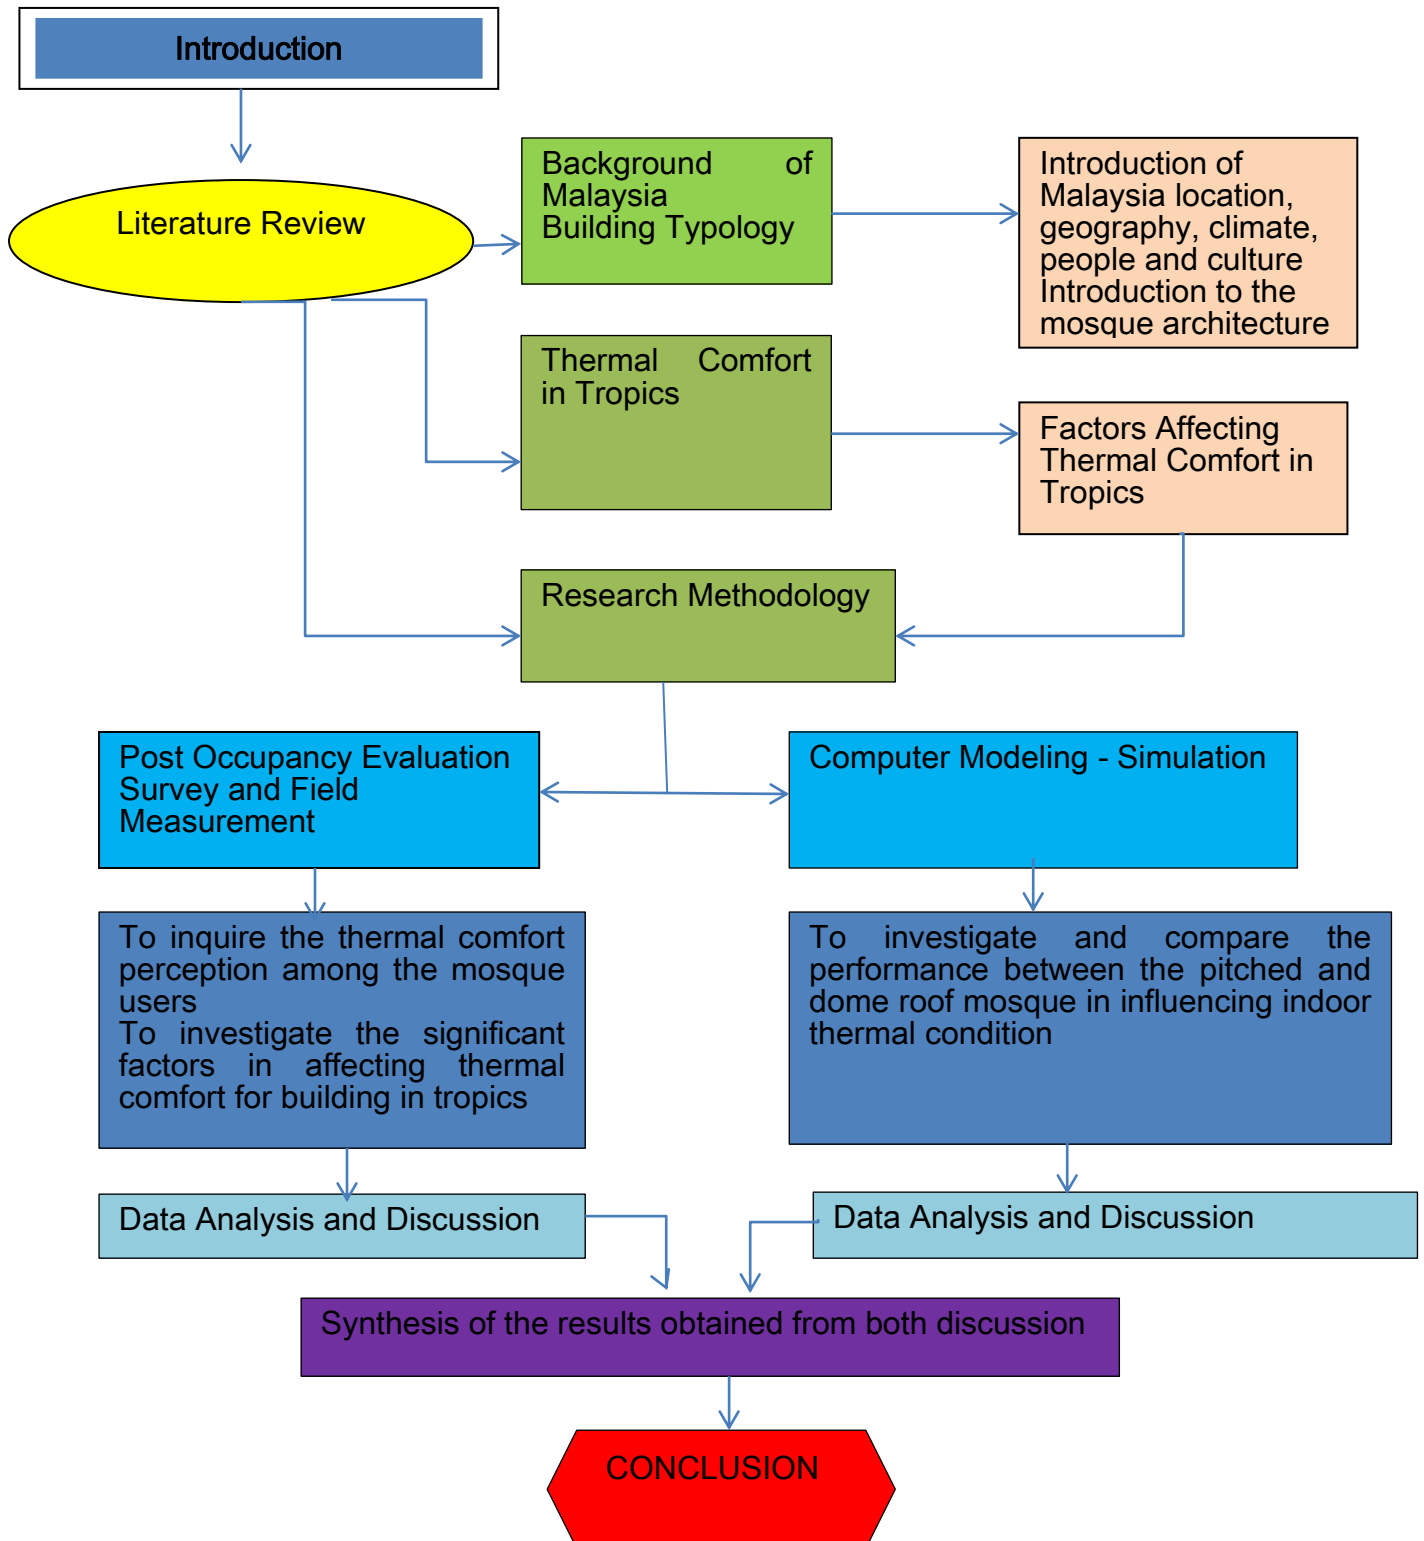 Introduction
Literature Review
Background of
Malaysia
Building Typology
Introduction of
Malaysia location,
geography, climate,
people and culture
Introduction to the
mosque architecture
Thermal Comfort
in Tropics
Factors Affecting
Thermal Comfort in
Tropics
Research Methodology
Post Occupancy Evaluation
Survey and Field
Measurement
Computer Modeling - Simulation
To inquire the thermal comfort
perception among the mosque
users
To investigate the significant
factors in affecting thermal
comfort for building in tropics
To investigate and compare the
performance between the pitched and
dome roof mosque in influencing indoor
thermal condition
Data Analysis and Discussion
Data Analysis and Discussion
Synthesis of the results obtained from both discussion
CONCLUSION